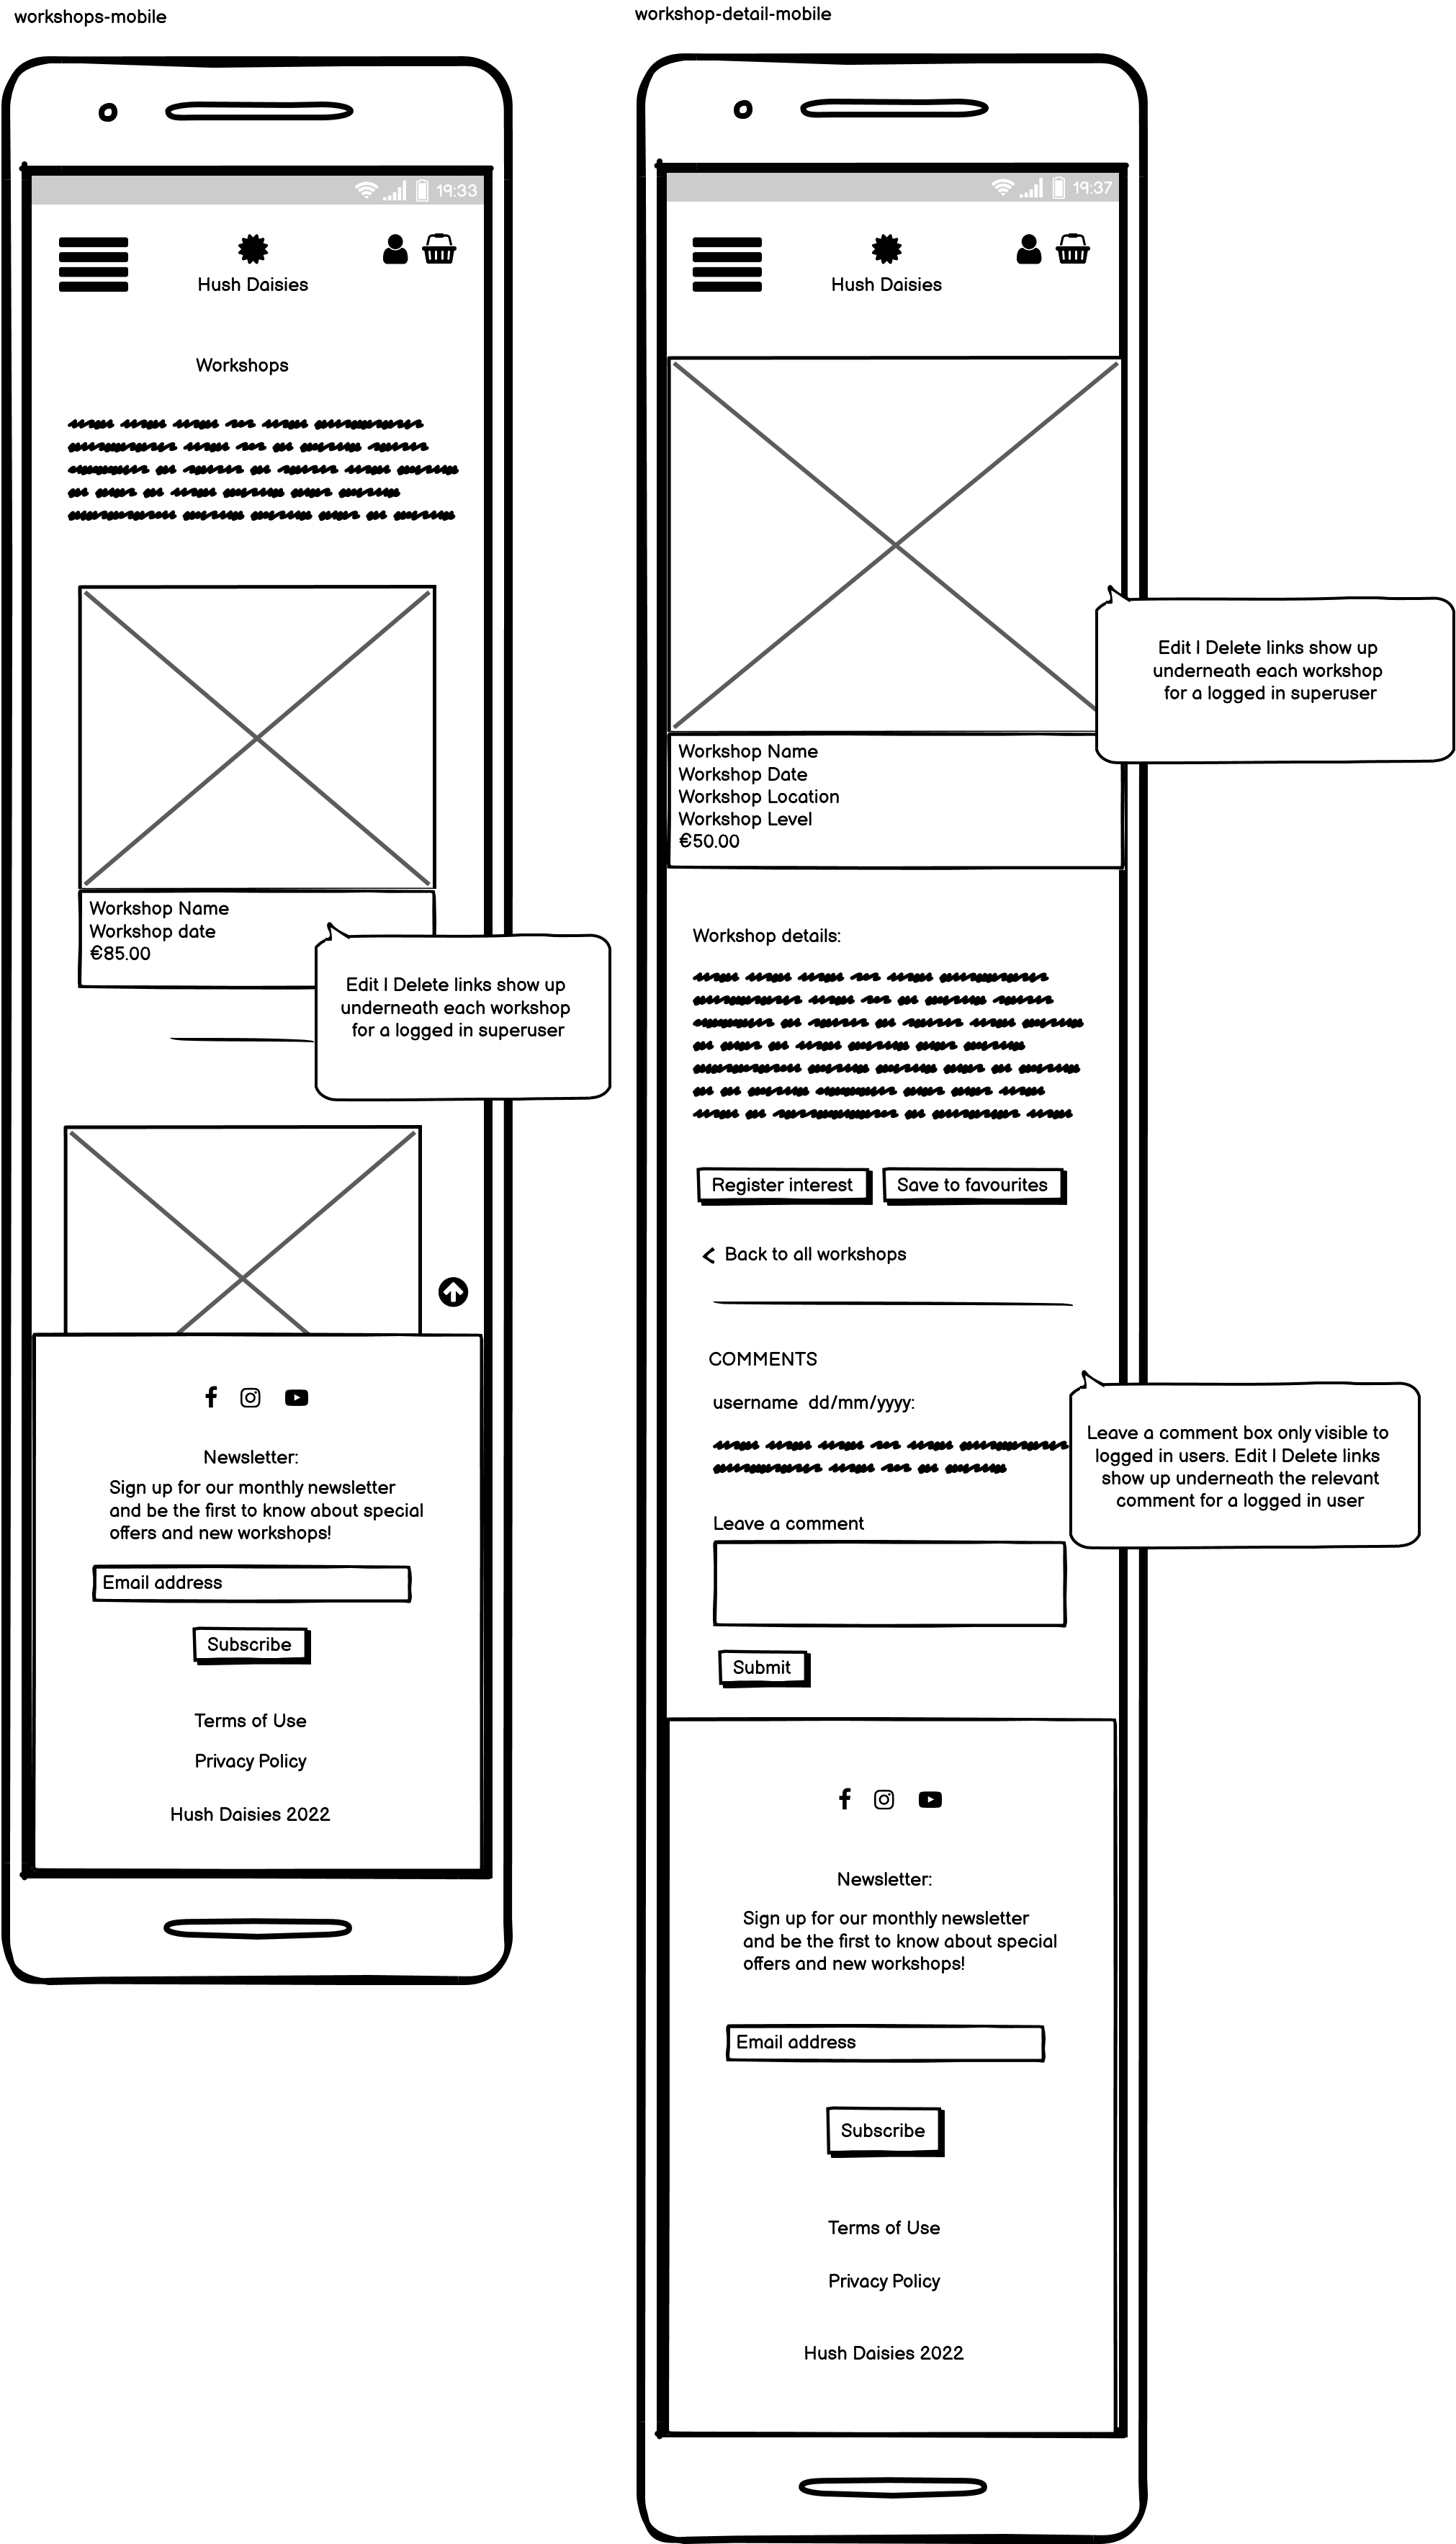 workshops-mobile
19:33
Hush Daisies
Workshops
Workshop Name
Workshop date
€85.00
Edit | Delete links show up
underneath each workshop
for a logged in superuser
Newsletter:
Sign up for our monthly newsletter
and be the first to know about special
offers and new workshops!
Email address
Subscribe
Terms of Use
Privacy Policy
Hush Daisies 2022
workshop-detail-mobile
19:37
Hush Daisies
Edit | Delete links show up
underneath each workshop
for a logged in superuser
Workshop Name
Workshop Date
Workshop Location
Workshop Level
€50.00
Workshop details:
Register interest
Save to favourites
Back to all workshops
COMMENTS
username dd/mm/yyyy:
Leave a comment box only visible to
logged in users. Edit | Delete links
show up underneath the relevant
comment for a logged in user
Leave a comment
Submit
Newsletter:
Sign up for our monthly newsletter
and be the first to know about special
offers and new workshops!
Email address
Subscribe
Terms of Use
Privacy Policy
Hush Daisies 2022